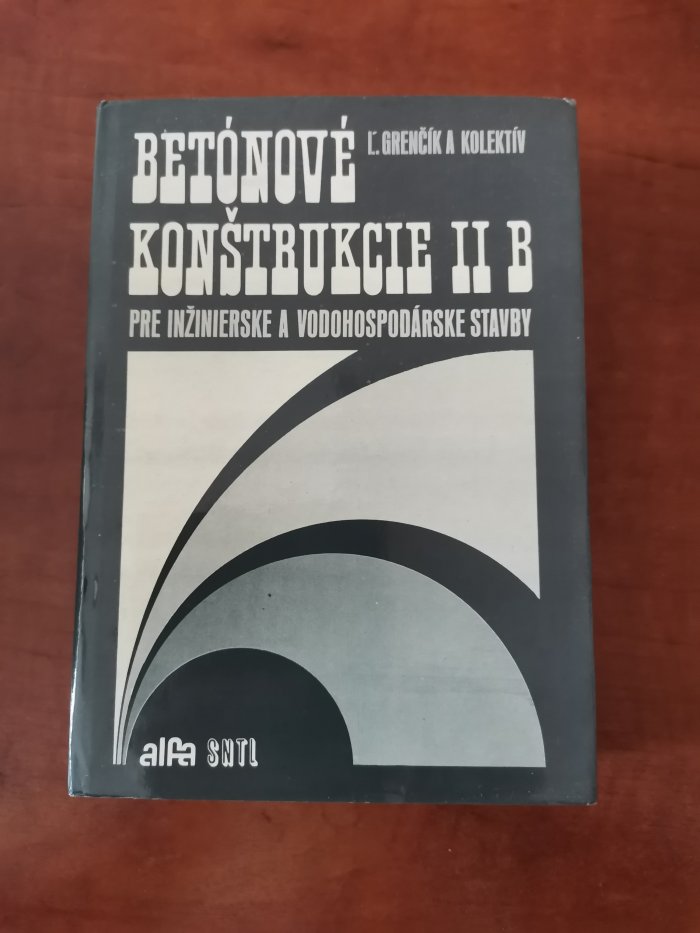 BETÓNOVÉ
Ľ. GRENČÍK A KOLEKTÍV
KONŠTRUKCIE II B
PRE INŽINIERSKE A VODOHOSPODÁRSKE STAVBY
alfa SNTL